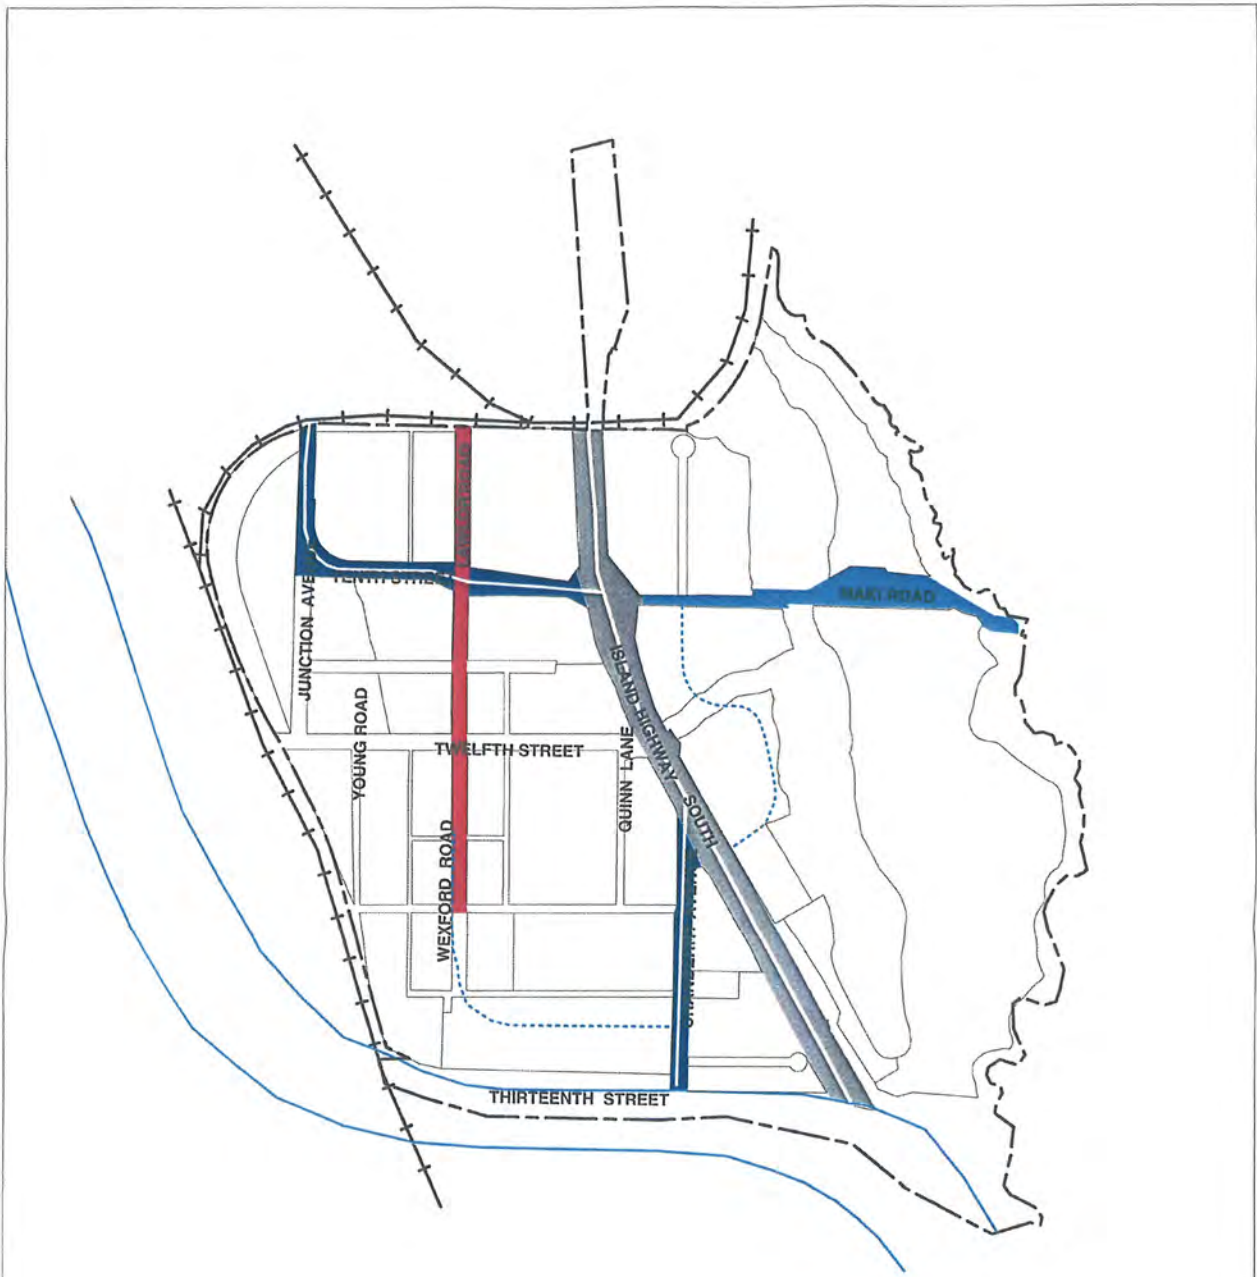 TENTH STREET
MAKI ROAD
JUNCTION AVE
ISLAND HIGHWAY SOUTH
YOUNG ROAD
TWELFTH STREET
QUINN LANE
WEXFORD ROAD
THIRTEENTH STREET